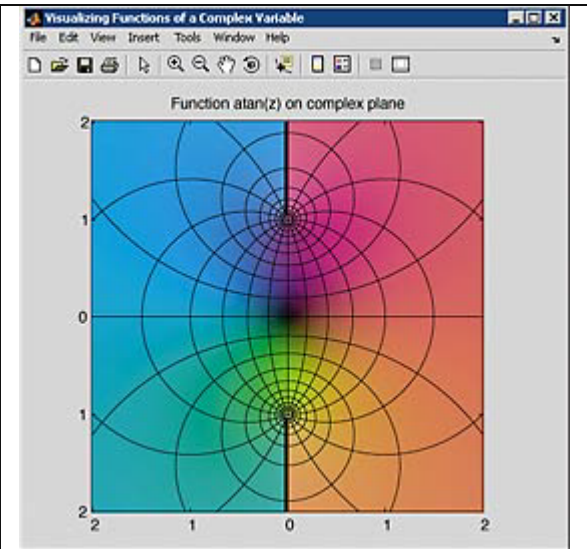 Visualizing Functions of a Complex Variable
File Edit View Insert Tools Window Help
Function atan(z) on complex plane
2
1
0
1
2
2 1 0 1 2